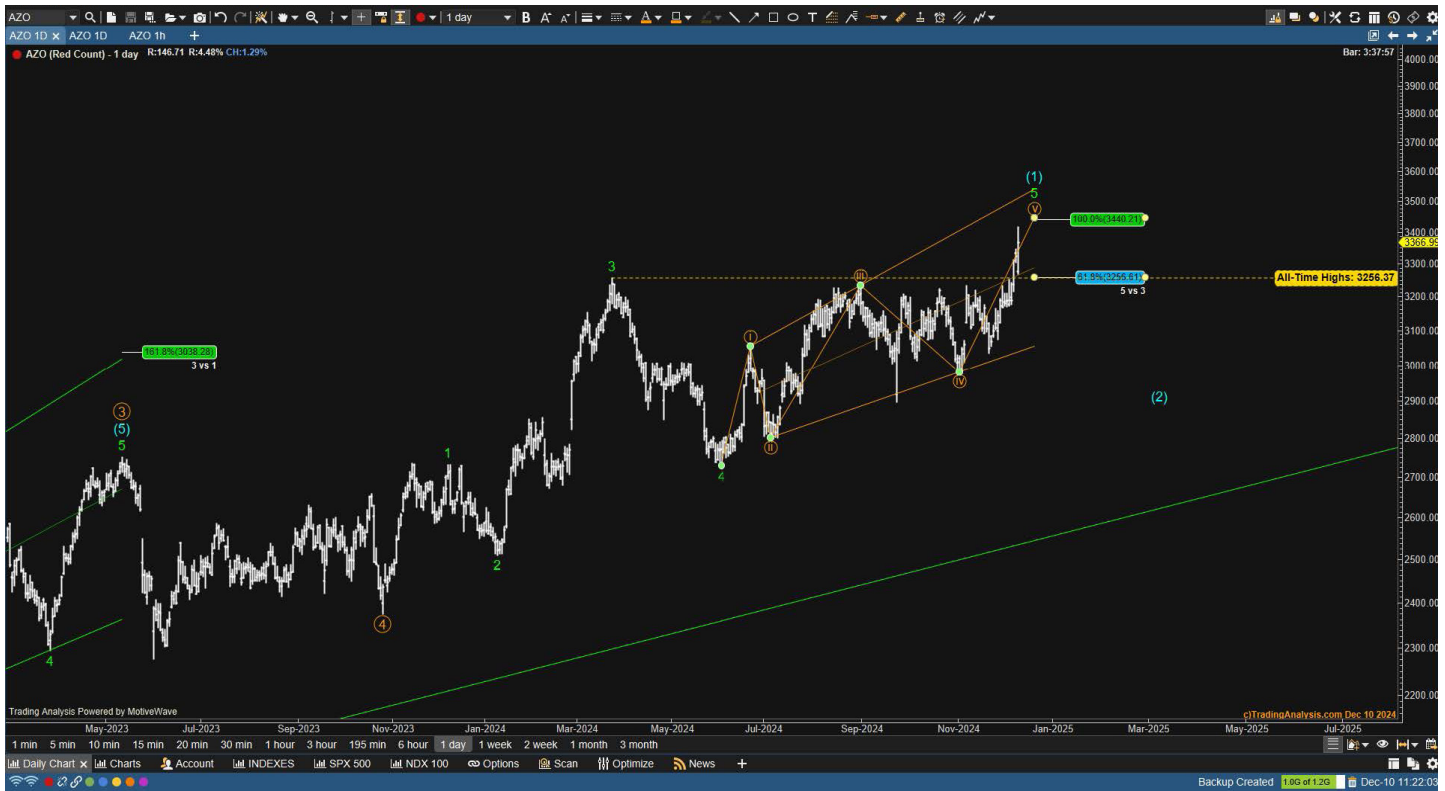 AZO 1 day B A A T
AZO 1D × AZO 1D AZO 1h +
AZO (Red Count) - 1 day R:146.71 R:4.48% CH:1.29% Bar: 3:37:57
4000.00
3900.00
3800.00
3700.00
3600.00
(1)
5
3500.00
V
100.0%(3440.21)
3400.00
3366.95
3300.00
3
III
61.8%(3256.61)
All-Time Highs: 3256.37
5 vs 3
3200.00
I
3100.00
161.8%(3038.28)
3 vs 1
3000.00
IV
(2)
2900.00
3
(5)
5
II
2800.00
1
4
2700.00
2600.00
2
2500.00
2400.00
4
4
2300.00
2200.00
Trading Analysis Powered by MotiveWave c)TradingAnalysis.com Dec 10 2024
May-2023 Jul-2023 Sep-2023 Nov-2023 Jan-2024 Mar-2024 May-2024 Jul-2024 Sep-2024 Nov-2024 Jan-2025 Mar-2025 May-2025 Jul-2025
1 min 5 min 10 min 15 min 20 min 30 min 1 hour 3 hour 195 min 6 hour 1 day 1 week 2 week 1 month 3 month
Daily Chart × Charts Account INDEXES SPX 500 NDX 100 Options Scan Optimize News +
Backup Created 1.0G of 1.2G Dec-10 11:22:03